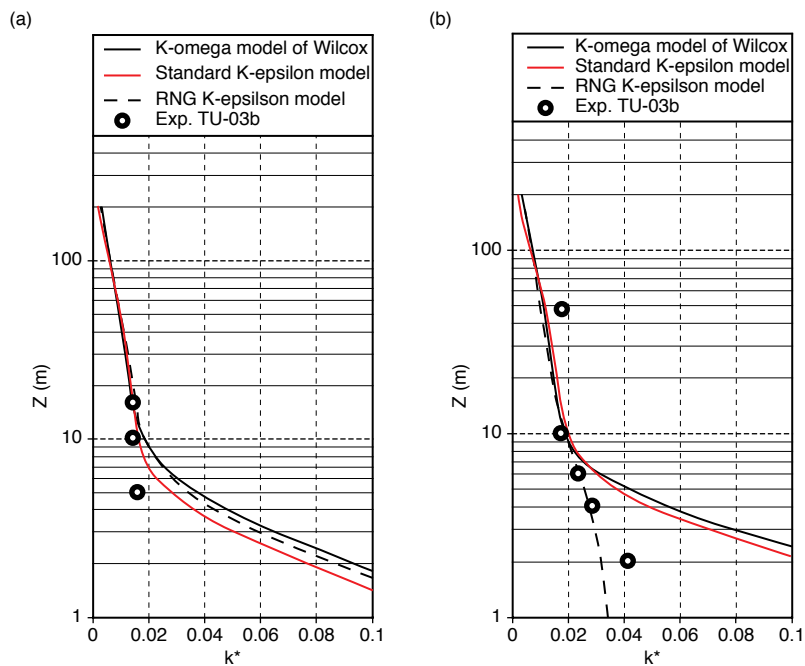 (a)
K-omega model of Wilcox
Standard K-epsilon model
RNG K-epsilson model
Exp. TU-03b
100
10
1
Z (m)
0 0.02 0.04 0.06 0.08 0.1
k*
(b)
K-omega model of Wilcox
Standard K-epsilon model
RNG K-epsilson model
Exp. TU-03b
100
10
1
Z (m)
0 0.02 0.04 0.06 0.08 0.1
k*